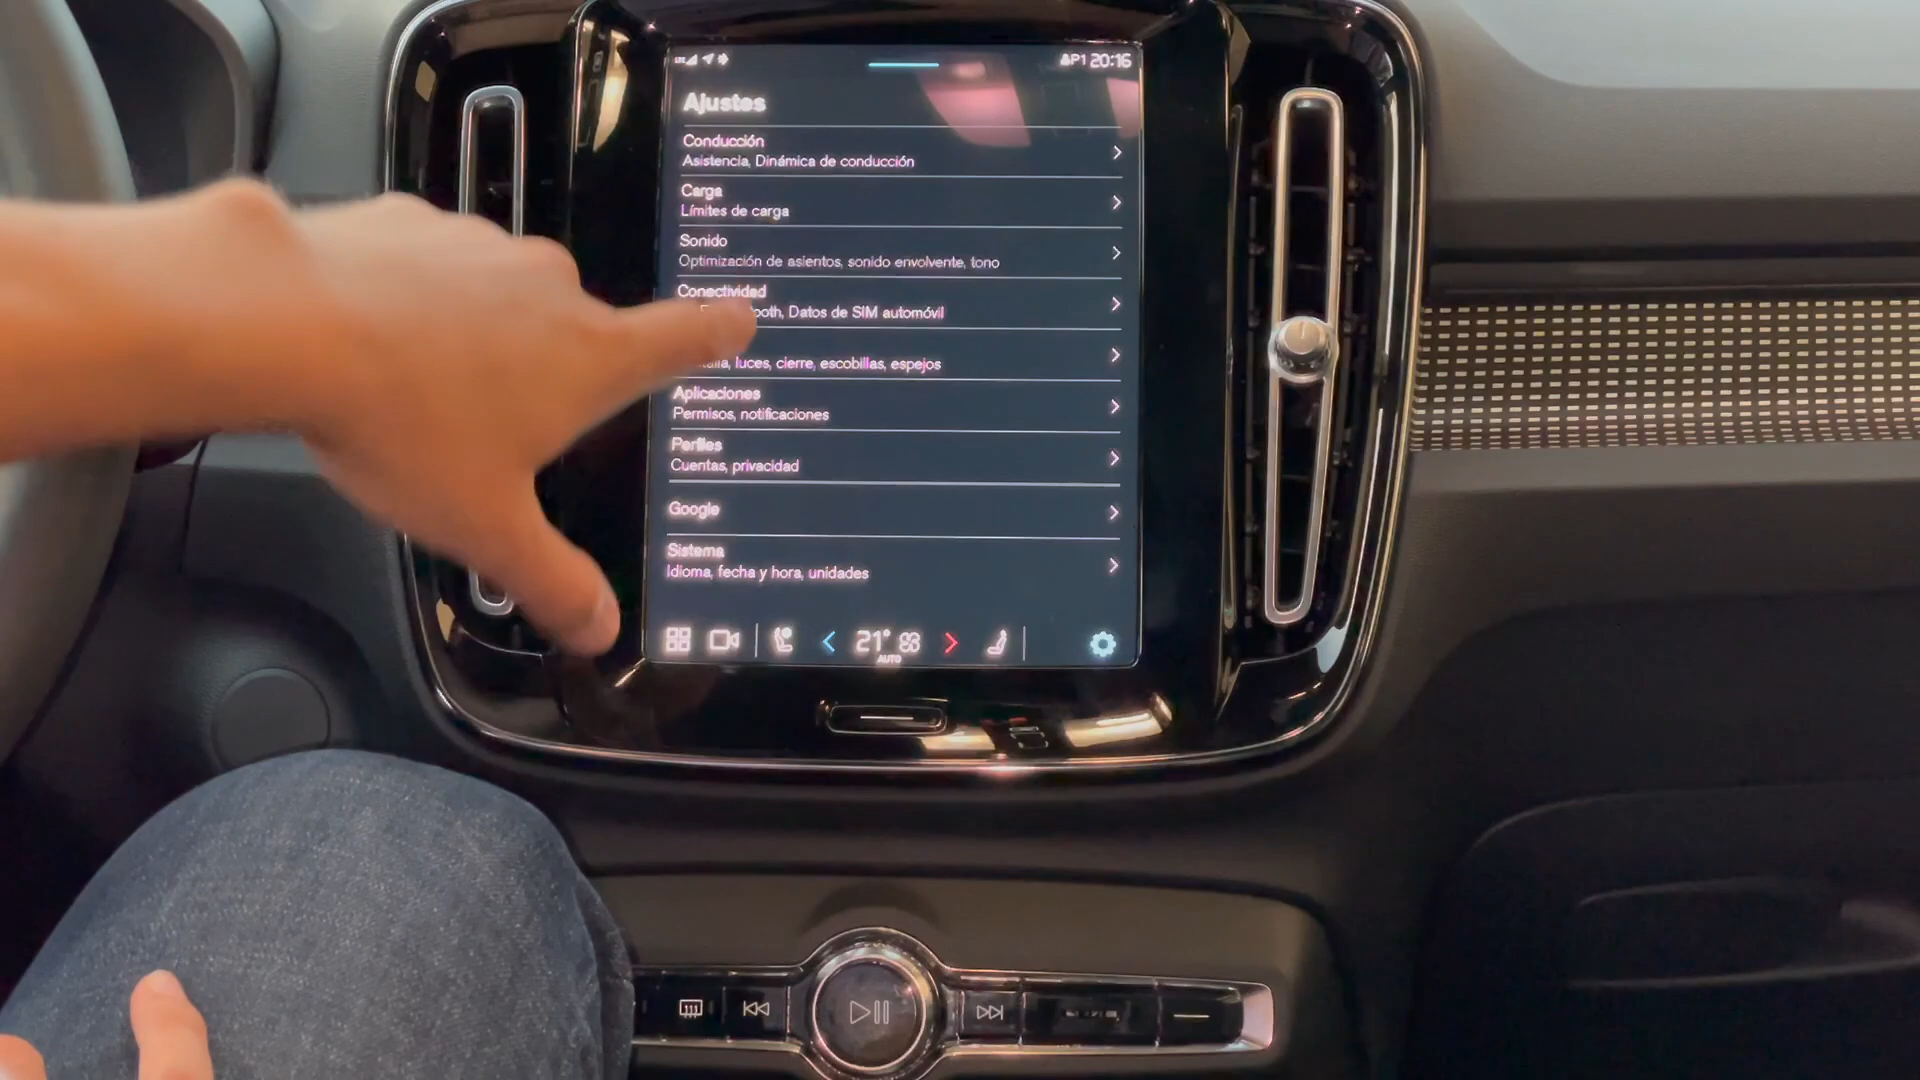 P1 20:16
Ajustes
Conducción
Asistencia, Dinámica de conducción
Carga
Límites de carga
Sonido
Optimización de asientos, sonido envolvente, tono
Conectividad
Datos de SIM automóvil
luces, cierre, escobillas, espejos
Aplicaciones
Permisos, notificaciones
Perfiles
Cuentas, privacidad
Google
Sistema
Idioma, fecha y hora, unidades
21°
AUTO